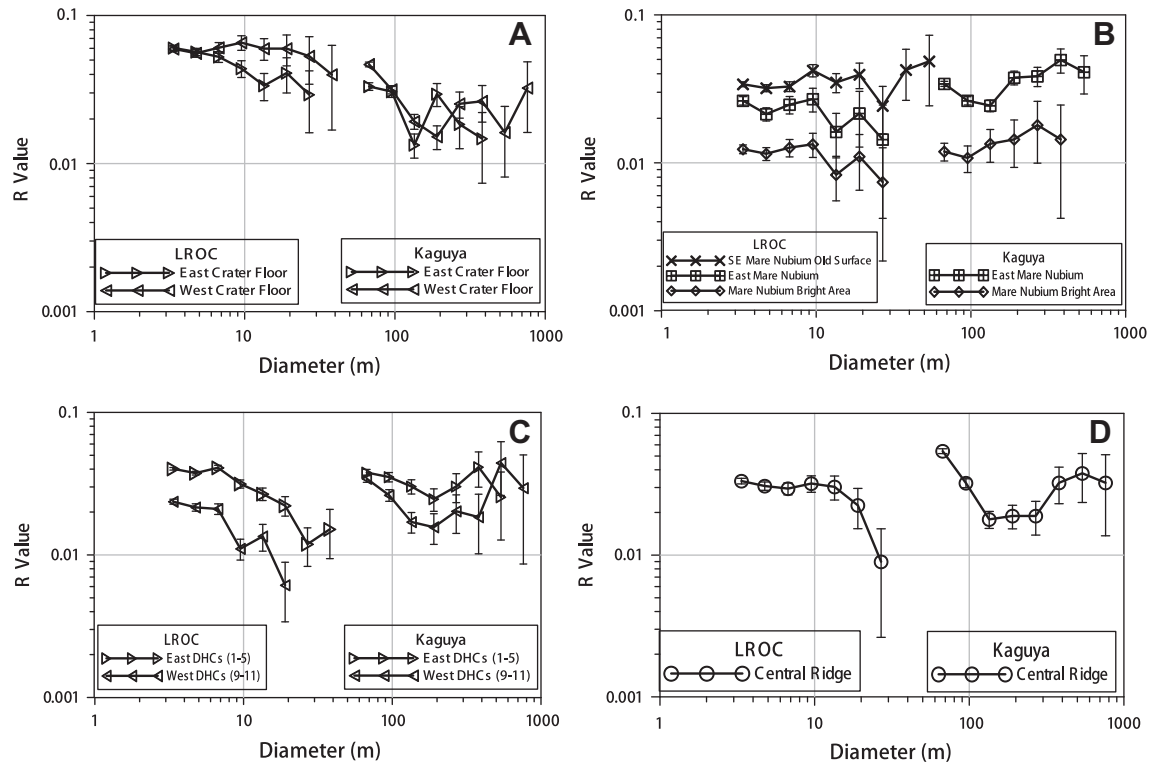 A
0.1
0.01
0.001
R Value
LROC
East Crater Floor
West Crater Floor
Kaguya
East Crater Floor
West Crater Floor
1
10
100
1000
Diameter (m)
B
0.1
0.01
0.001
R Value
LROC
SE Mare Nubium Old Surface
East Mare Nubium
Mare Nubium Bright Area
Kaguya
East Mare Nubium
Mare Nubium Bright Area
1
10
100
1000
Diameter (m)
C
0.1
0.01
0.001
R Value
LROC
East DHCs (1-5)
West DHCs (9-11)
Kaguya
East DHCs (1-5)
West DHCs (9-11)
1
10
100
1000
Diameter (m)
D
0.1
0.01
0.001
R Value
LROC
Central Ridge
Kaguya
Central Ridge
1
10
100
1000
Diameter (m)